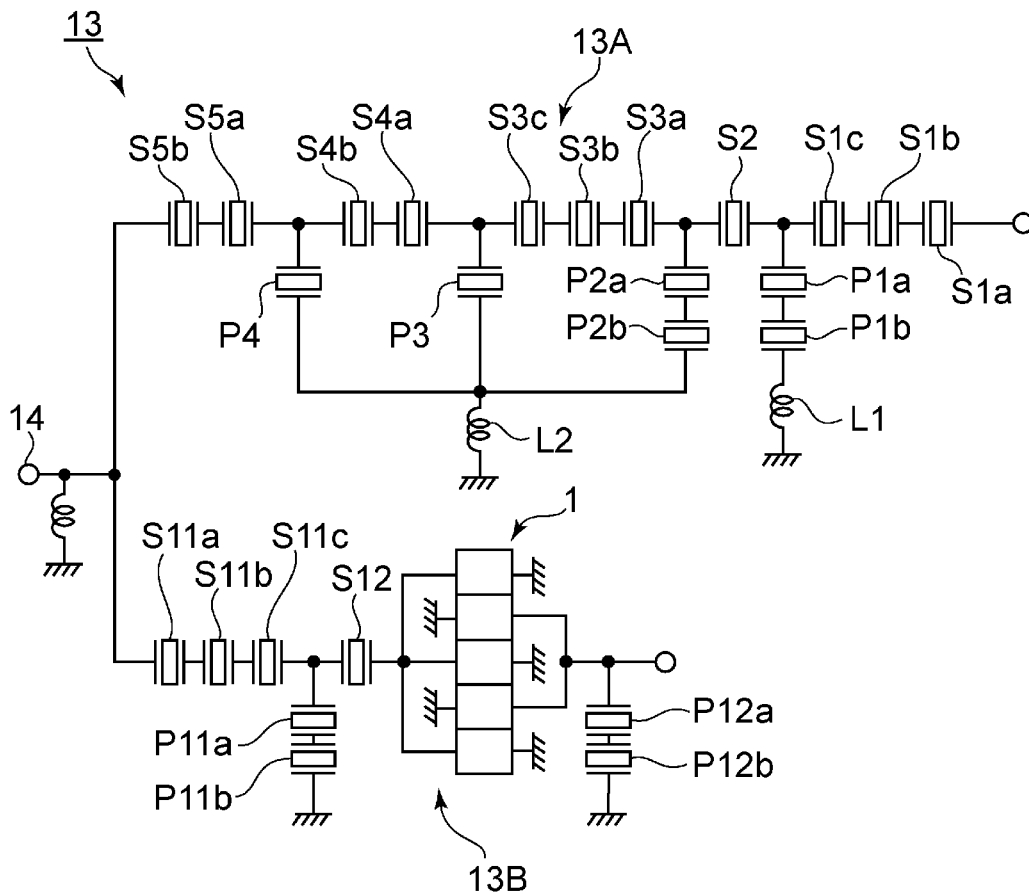 13
13A
S5b
S5a
S4b
S4a
S3c
S3b
S3a
S2
S1c
S1b
S1a
P4
P3
P2a
P2b
P1a
P1b
L2
L1
14
1
S11a
S11b
S11c
S12
P11a
P11b
P12a
P12b
13B